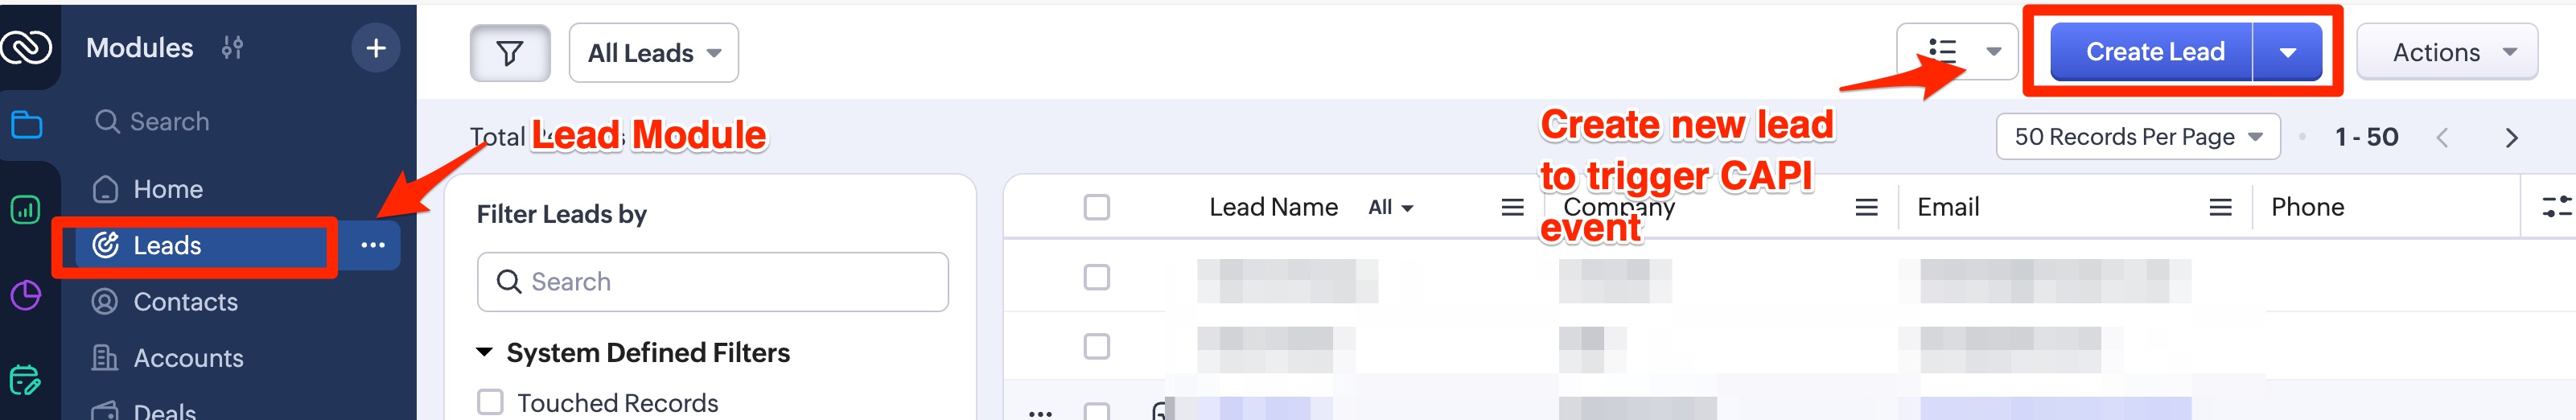 Modules
Search
Home
Leads
Contacts
Accounts
Deals
All Leads
Create Lead
Actions
Total
Lead Module
Create new lead
to trigger CAPI
event
50 Records Per Page
1 - 50
Filter Leads by
Search
System Defined Filters
Touched Records
Lead Name All
Company
Email
Phone